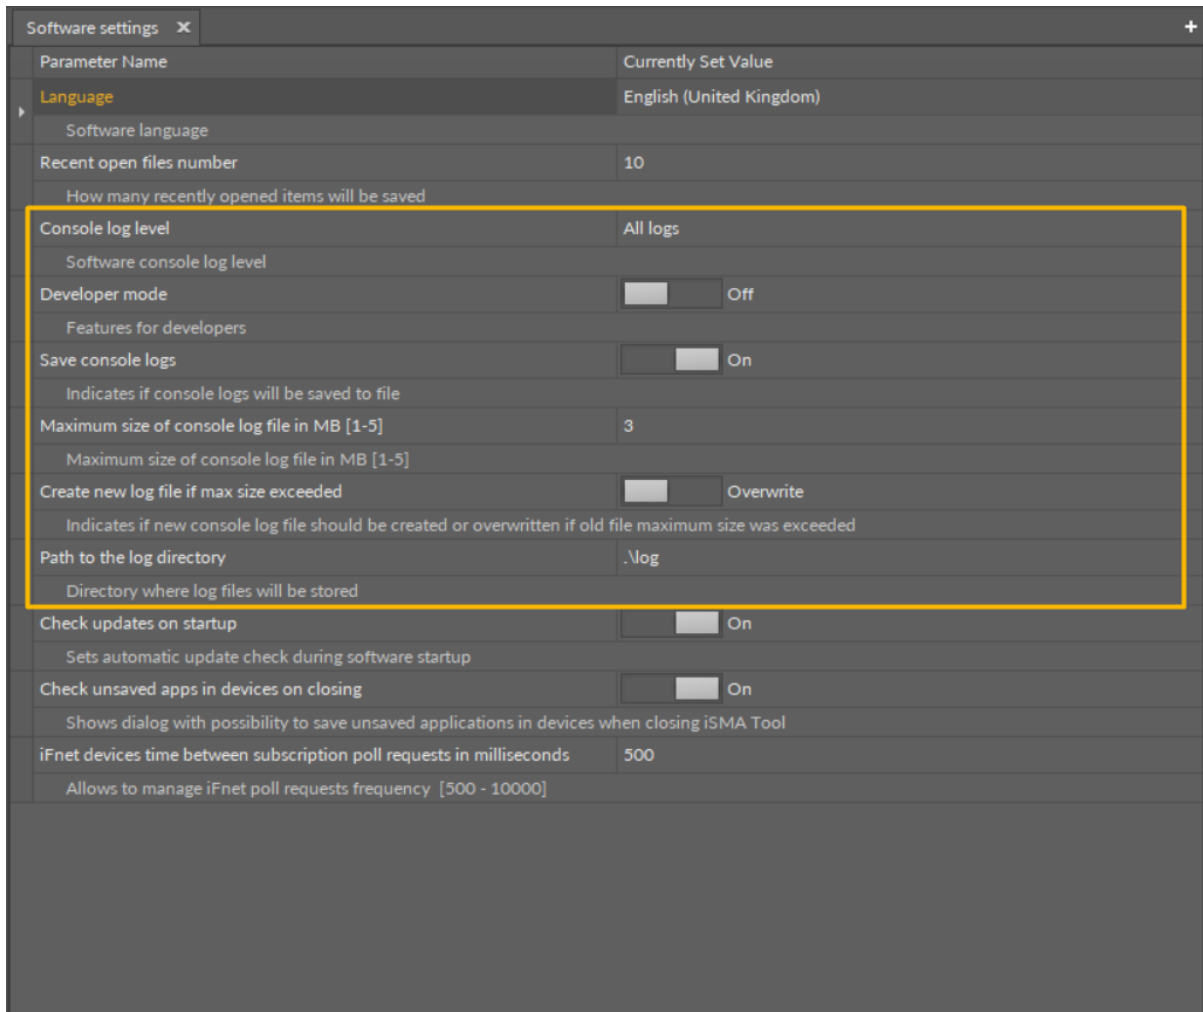 Software settings
Parameter Name Currently Set Value
Language English (United Kingdom)
Software language
Recent open files number 10
How many recently opened items will be saved
Console log level All logs
Software console log level
Developer mode Off
Features for developers
Save console logs On
Indicates if console logs will be saved to file
Maximum size of console log file in MB [1-5] 3
Maximum size of console log file in MB [1-5]
Create new log file if max size exceeded Overwrite
Indicates if new console log file should be created or overwritten if old file maximum size was exceeded
Path to the log directory .\log
Directory where log files will be stored
Check updates on startup On
Sets automatic update check during software startup
Check unsaved apps in devices on closing On
Shows dialog with possibility to save unsaved applications in devices when closing iSMA Tool
iFnet devices time between subscription poll requests in milliseconds 500
Allows to manage iFnet poll requests frequency [500 - 10000]